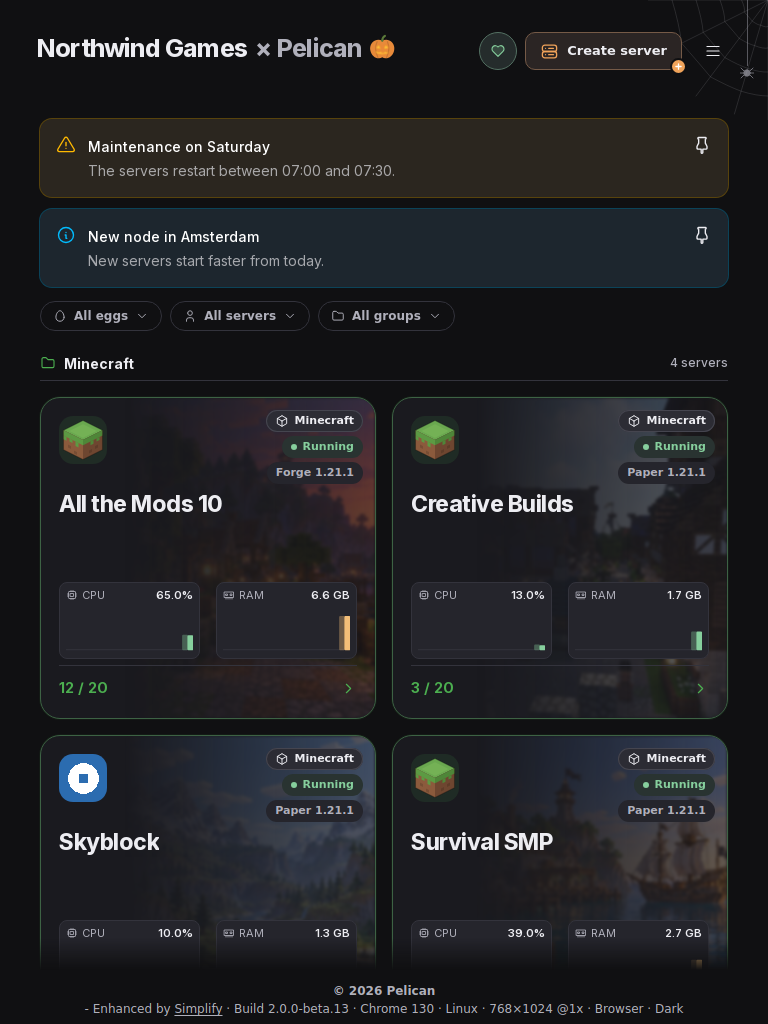 Northwind Games × Pelican 🎃
Create server
Maintenance on Saturday
The servers restart between 07:00 and 07:30.
New node in Amsterdam
New servers start faster from today.
All eggs
All servers
All groups
Minecraft
4 servers
Minecraft
Running
Forge 1.21.1
All the Mods 10
CPU 65.0%
RAM 6.6 GB
12 / 20
Minecraft
Running
Paper 1.21.1
Creative Builds
CPU 13.0%
RAM 1.7 GB
3 / 20
Minecraft
Running
Paper 1.21.1
Skyblock
CPU 10.0%
RAM 1.3 GB
Minecraft
Running
Paper 1.21.1
Survival SMP
CPU 39.0%
RAM 2.7 GB
© 2026 Pelican
- Enhanced by Simplify · Build 2.0.0-beta.13 · Chrome 130 · Linux · 768×1024 @1x · Browser · Dark